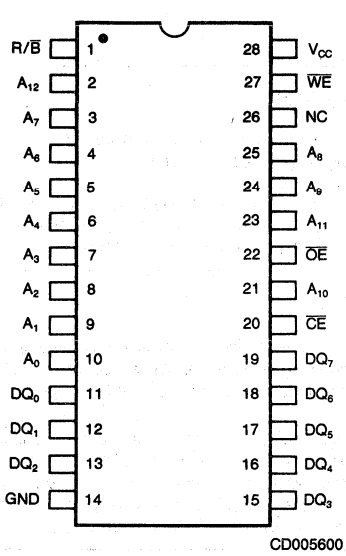 R/B̅ 1 28 V_CC
A₁₂ 2 27 W̅E̅
A₇ 3 26 NC
A₆ 4 25 A₈
A₅ 5 24 A₉
A₄ 6 23 A₁₁
A₃ 7 22 O̅E̅
A₂ 8 21 A₁₀
A₁ 9 20 C̅E̅
A₀ 10 19 DQ₇
DQ₀ 11 18 DQ₆
DQ₁ 12 17 DQ₅
DQ₂ 13 16 DQ₄
GND 14 15 DQ₃
CD005600